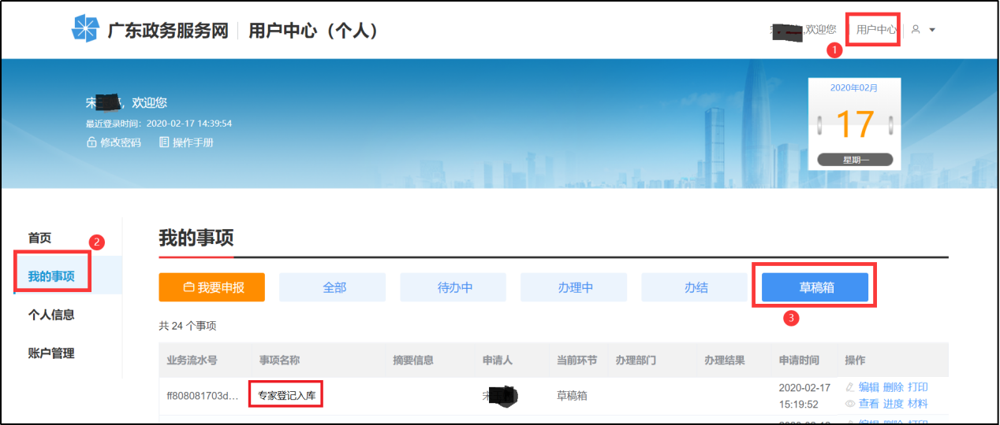 广东政务服务网 用户中心（个人）
,欢迎您 用户中心
1
宋
，欢迎您
最近登录时间：2020-02-17 14:39:54
修改密码 操作手册
2020年02月
17
星期一
首页
2
我的事项
个人信息
账户管理
我的事项
我要申报 全部 待办中 办理中 办结 草稿箱
3
共 24 个事项
业务流水号 事项名称 摘要信息 申请人 当前环节 办理部门 办理结果 申请时间 操作
ff808081703d... 专家登记入库 草稿箱 2020-02-17 编辑 删除 打印
15:19:52 查看 进度 材料